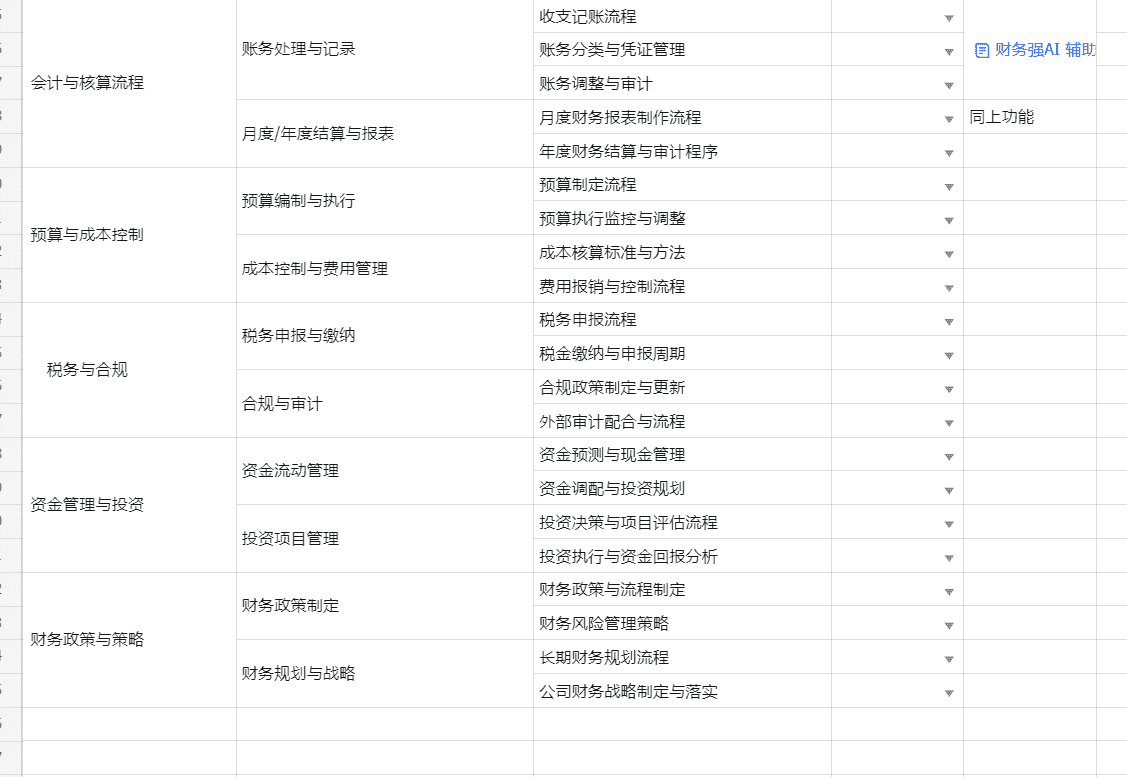 收支记账流程
账务处理与记录
账务分类与凭证管理
财务强AI 辅助
会计与核算流程
账务调整与审计
月度/年度结算与报表
月度财务报表制作流程
同上功能
年度财务结算与审计程序
预算与成本控制
预算编制与执行
预算制定流程
预算执行监控与调整
成本控制与费用管理
成本核算标准与方法
费用报销与控制流程
税务与合规
税务申报与缴纳
税务申报流程
税金缴纳与申报周期
合规与审计
合规政策制定与更新
外部审计配合与流程
资金管理与投资
资金流动管理
资金预测与现金管理
资金调配与投资规划
投资项目管理
投资决策与项目评估流程
投资执行与资金回报分析
财务政策与策略
财务政策制定
财务政策与流程制定
财务风险管理策略
财务规划与战略
长期财务规划流程
公司财务战略制定与落实